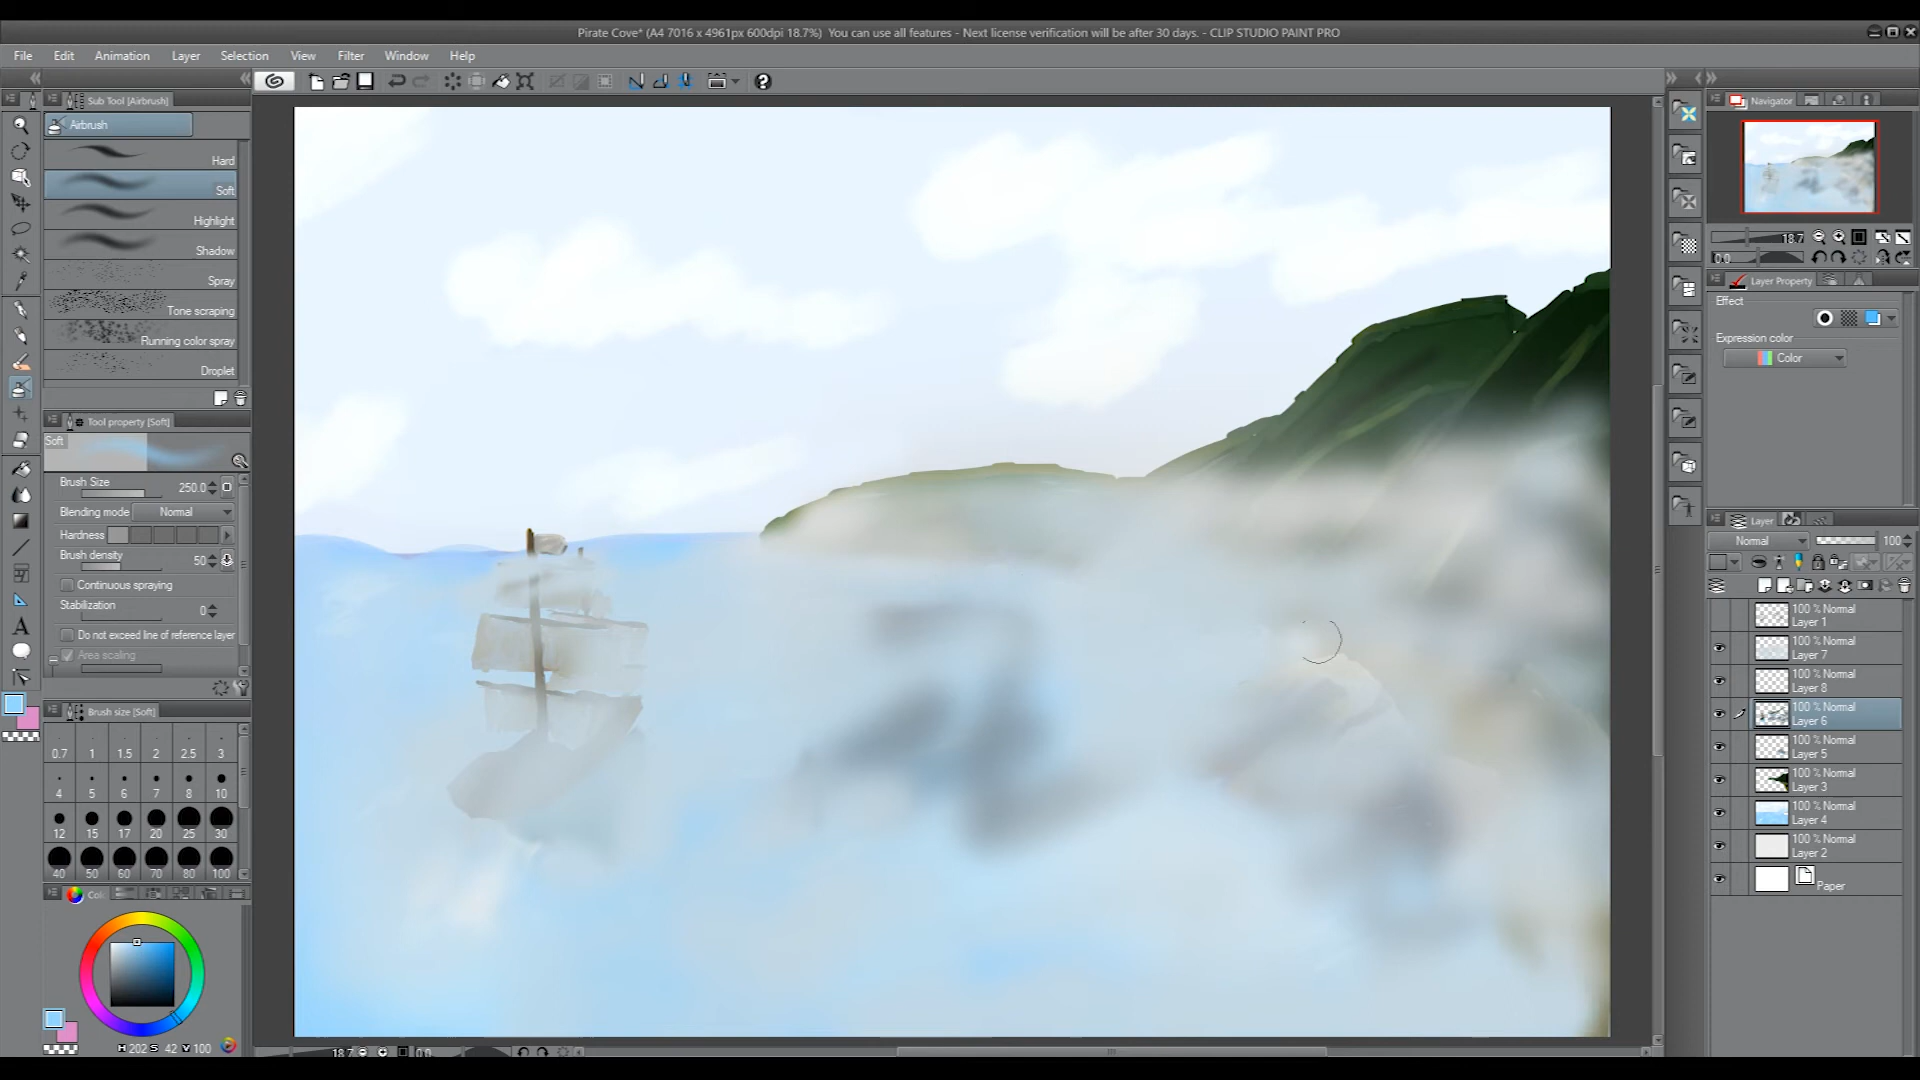 Pirate Cove* (A4 7016 x 4961px 600dpi 18.7%) You can use all features - Next license verification will be after 30 days. - CLIP STUDIO PAINT PRO
File Edit Animation Layer Selection View Filter Window Help
Sub Tool [Airbrush]
Airbrush
Hard
Soft
Highlight
Shadow
Spray
Tone scraping
Running color spray
Droplet
Tool property [Soft]
Soft
Brush Size 250.0
Blending mode Normal
Hardness
Brush density 50
Continuous spraying
Stabilization 0
Do not exceed line of reference layer
Area scaling
Brush size [Soft]
0.7 1 1.5 2 2.5 3
4 5 6 7 8 10
12 15 17 20 25 30
40 50 60 70 80 100
H 202 S 42 V 100
18.7 0.0
Navigator
18.7
0.0
Layer Property
Effect
Expression color
Color
Layer
Normal 100
100 % Normal
Layer 1
100 % Normal
Layer 7
100 % Normal
Layer 8
100 % Normal
Layer 6
100 % Normal
Layer 5
100 % Normal
Layer 3
100 % Normal
Layer 4
100 % Normal
Layer 2
Paper